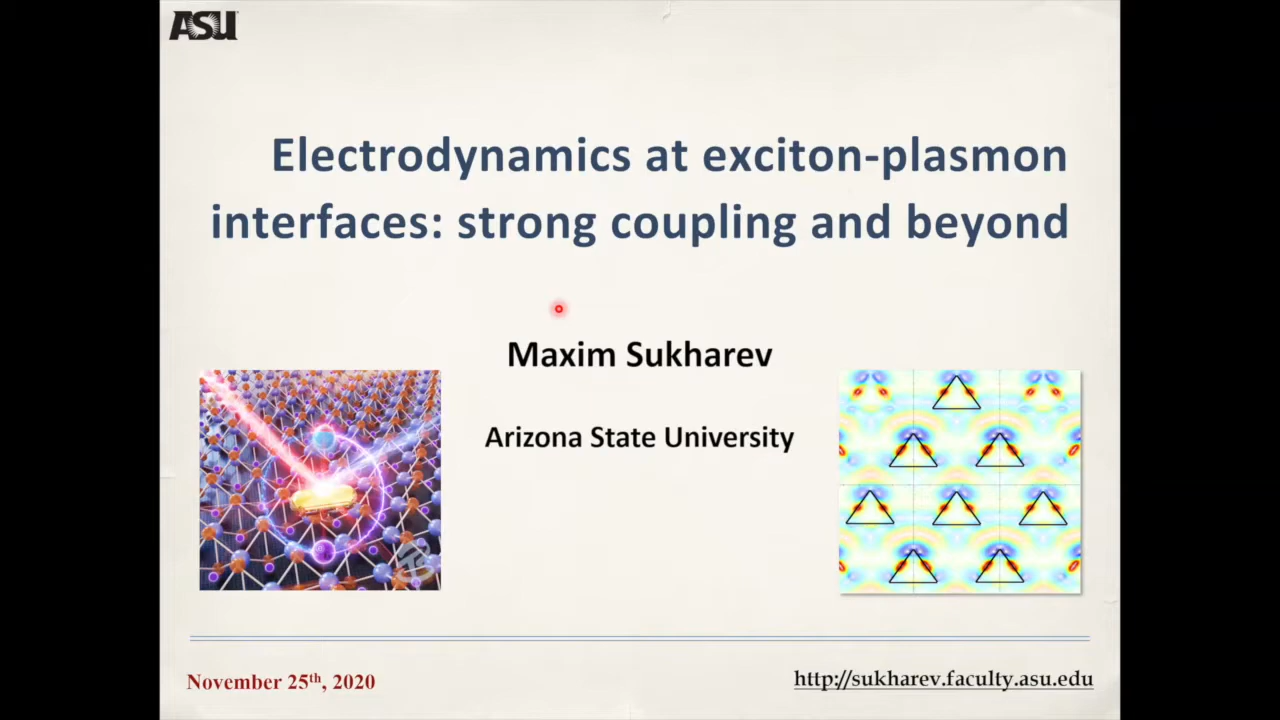 ASU
Electrodynamics at exciton-plasmon
interfaces: strong coupling and beyond
Maxim Sukharev
Arizona State University
November 25th, 2020
http://sukharev.faculty.asu.edu